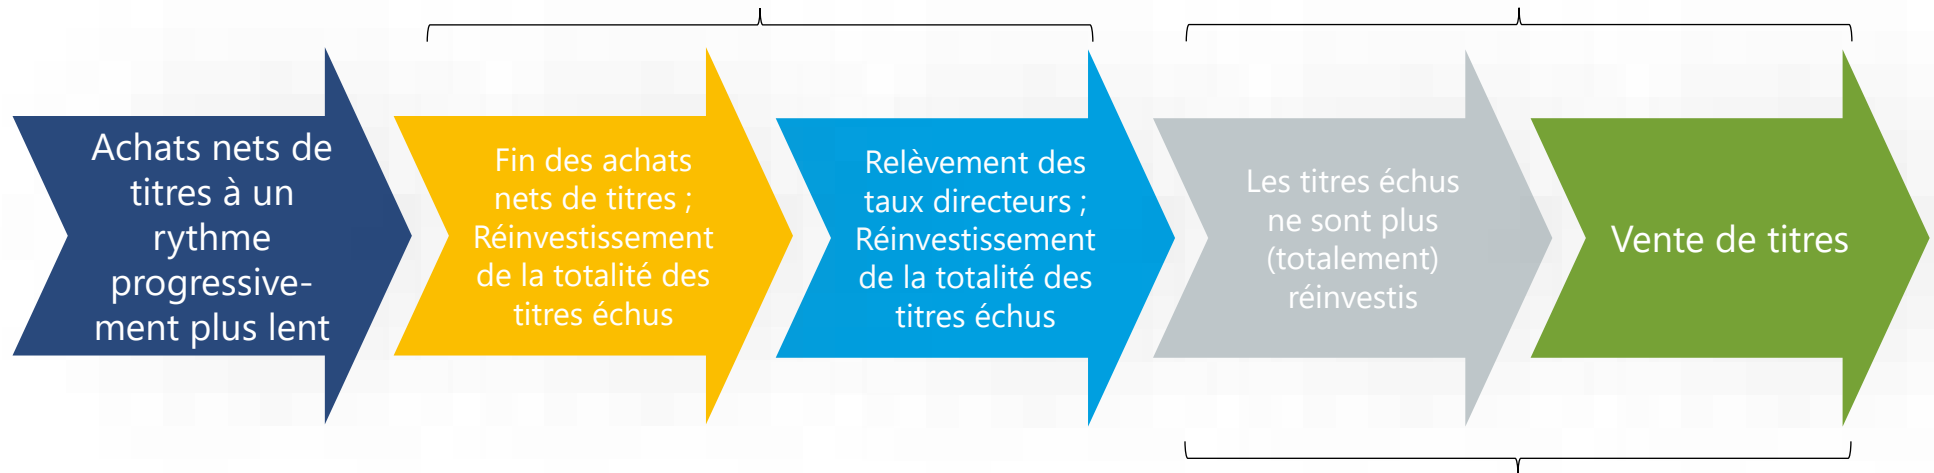 Achats nets de
titres à un
rythme
progressive-
ment plus lent
Fin des achats
nets de titres ;
Réinvestissement
de la totalité des
titres échus
Relèvement des
taux directeurs ;
Réinvestissement
de la totalité des
titres échus
Les titres échus
ne sont plus
(totalement)
réinvestis
Vente de titres